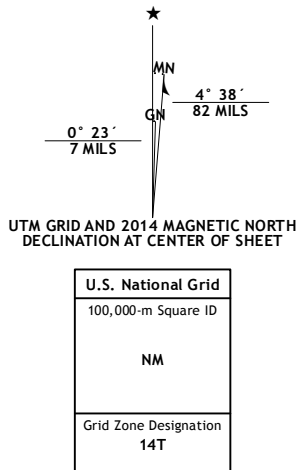 MN
4° 38´
82 MILS
GN
0° 23´
7 MILS
UTM GRID AND 2014 MAGNETIC NORTH
DECLINATION AT CENTER OF SHEET
U.S. National Grid
100,000-m Square ID
NM
Grid Zone Designation
14T